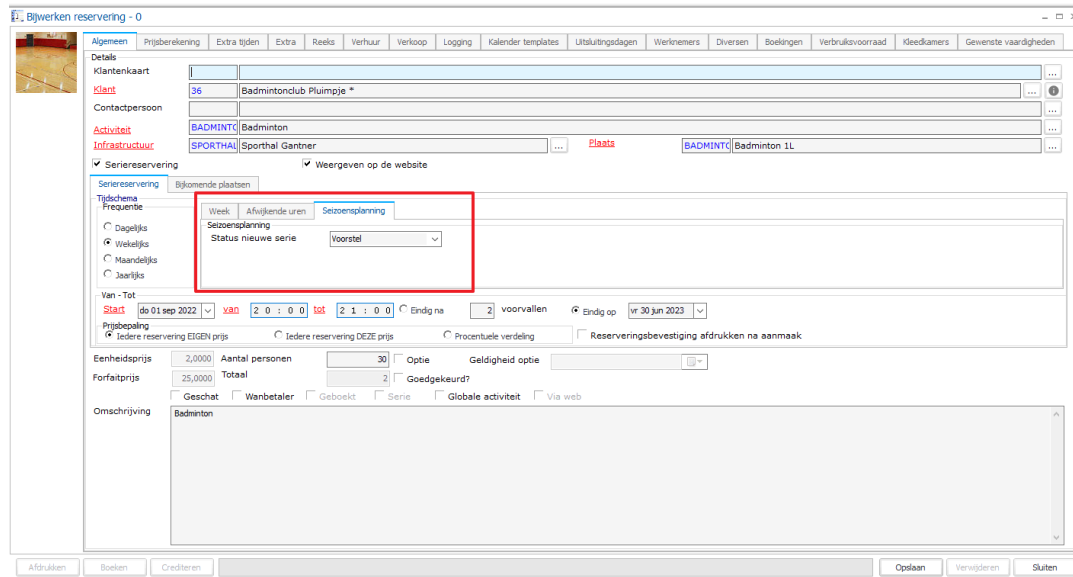 Bijwerken reservering - 0
Algemeen Prijsberekening Extra tijden Extra Reeks Verhuur Verkoop Logging Kalender templates Uitsluitingsdagen Werknemers Diversen Boekingen Verbruiksvoorraad Kleedkamers Gewenste vaardigheden
Details
Klantenkaart ...
Klant 36 Badmintonclub Pluimpje * ...
Contactpersoon ...
Activiteit BADMINTC Badminton ...
Infrastructuur SPORTHAL Sporthal Gantner ... Plaats BADMINTC Badminton 1L ...
Seriereservering Weergeven op de website
Seriereservering Bijkomende plaatsen
Tijdschema
Frequentie
Week Afwijkende uren Seizoensplanning
Dagelijks
Seizoensplanning
Status nieuwe serie Voorstel
Wekelijks
Maandelijks
Jaarlijks
Van - Tot
Start do 01 sep 2022 van 20:00 tot 21:00 Eindig na 2 voorvallen Eindig op vr 30 jun 2023
Prijsbepaling
Iedere reservering EIGEN prijs Iedere reservering DEZE prijs Procentuele verdeling Reserveringsbevestiging afdrukken na aanmaak
Eenheidsprijs 2,0000 Aantal personen 30 Optie Geldigheid optie
Forfaitprijs 25,0000 Totaal 2 Goedgekeurd?
Geschat Wanbetaler Geboekt Serie Globale activiteit Via web
Omschrijving Badminton
Afdrukken Boeken Crediteren Opslaan Verwijderen Sluiten